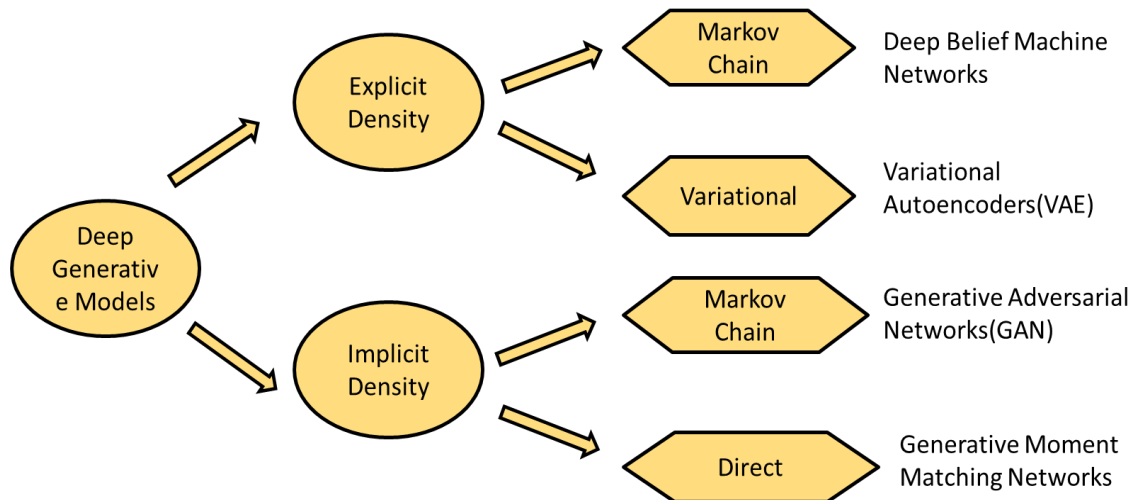 Deep
Generativ
e Models
Explicit
Density
Implicit
Density
Markov
Chain
Deep Belief Machine
Networks
Variational
Variational
Autoencoders(VAE)
Markov
Chain
Generative Adversarial
Networks(GAN)
Direct
Generative Moment
Matching Networks